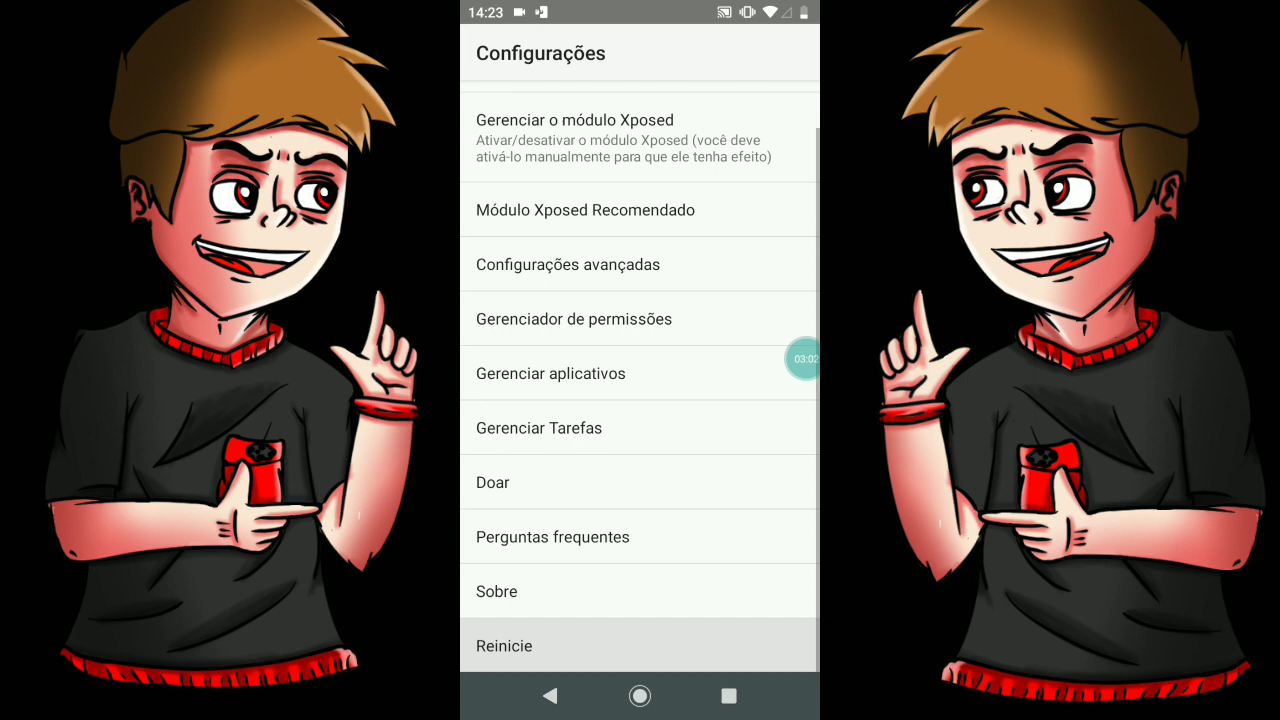 14:23
Configurações
Gerenciar o módulo Xposed
Ativar/desativar o módulo Xposed (você deve
ativá-lo manualmente para que ele tenha efeito)
Módulo Xposed Recomendado
Configurações avançadas
Gerenciador de permissões
03:02
Gerenciar aplicativos
Gerenciar Tarefas
Doar
Perguntas frequentes
Sobre
Reinicie